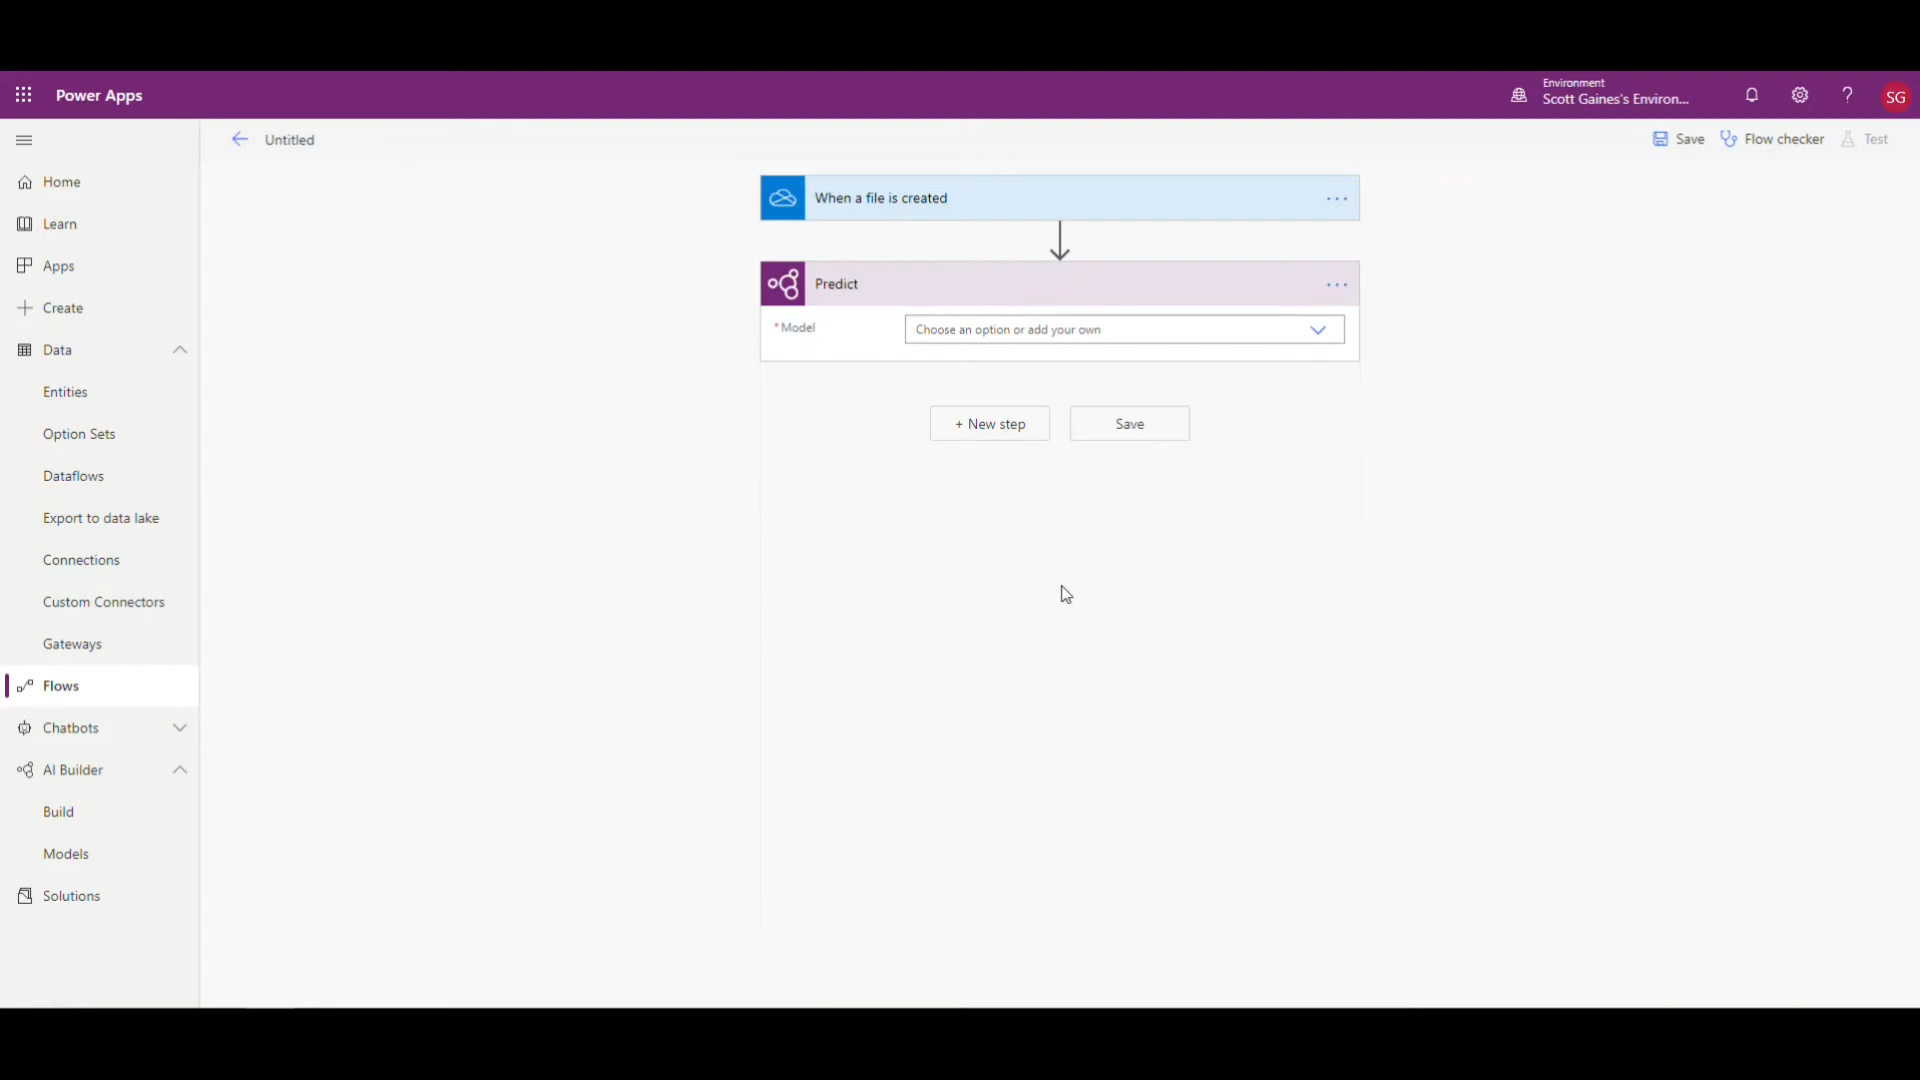 Power Apps
Environment
Scott Gaines's Environ...
?
SG
Untitled
Save
Flow checker
Test
Home
Learn
Apps
Create
Data
Entities
Option Sets
Dataflows
Export to data lake
Connections
Custom Connectors
Gateways
Flows
Chatbots
AI Builder
Build
Models
Solutions
When a file is created
...
Predict
...
* Model
Choose an option or add your own
+ New step
Save